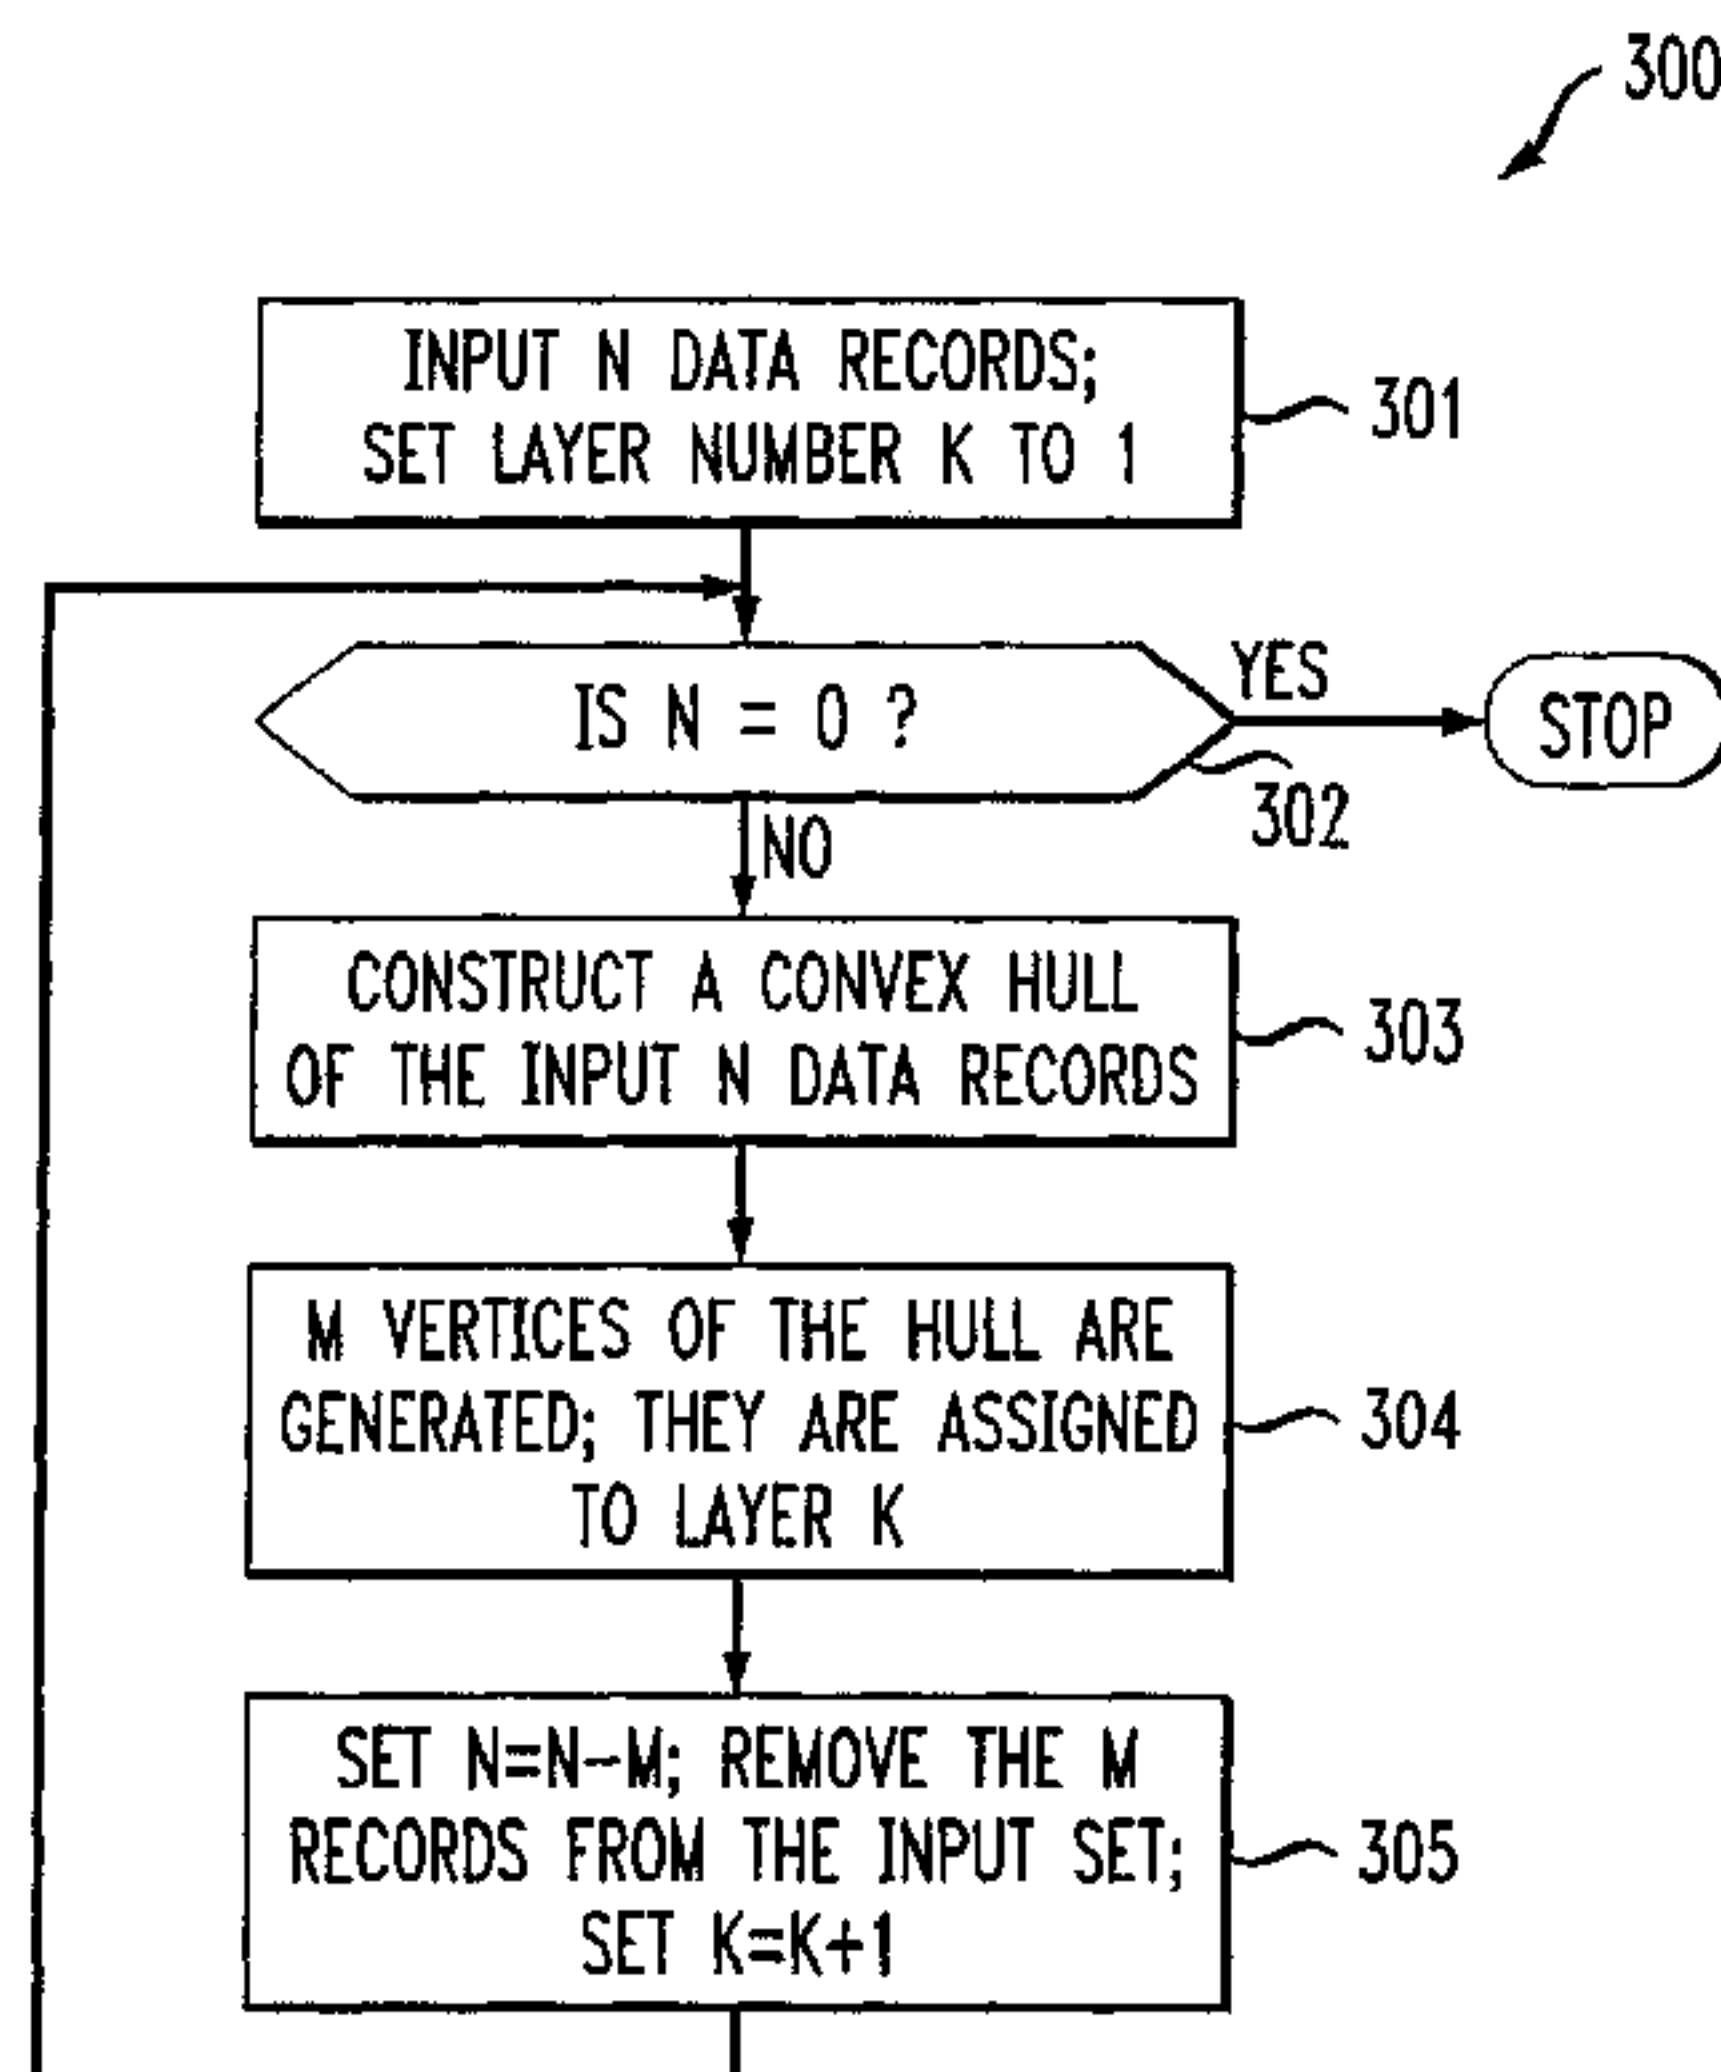 300
INPUT N DATA RECORDS;
SET LAYER NUMBER K TO 1
301
IS N = 0 ?
YES
STOP
302
NO
CONSTRUCT A CONVEX HULL
OF THE INPUT N DATA RECORDS
303
M VERTICES OF THE HULL ARE
GENERATED; THEY ARE ASSIGNED
TO LAYER K
304
SET N=N-M; REMOVE THE M
RECORDS FROM THE INPUT SET;
SET K=K+1
305